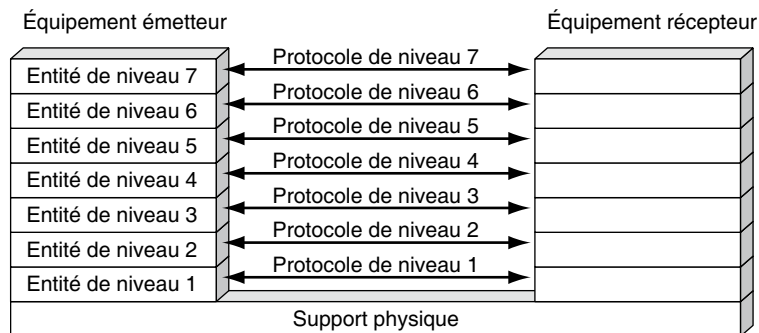 Équipement émetteur
Équipement récepteur
Protocole de niveau 7
Entité de niveau 7
Protocole de niveau 6
Entité de niveau 6
Protocole de niveau 5
Entité de niveau 5
Protocole de niveau 4
Entité de niveau 4
Protocole de niveau 3
Entité de niveau 3
Protocole de niveau 2
Entité de niveau 2
Protocole de niveau 1
Entité de niveau 1
Support physique